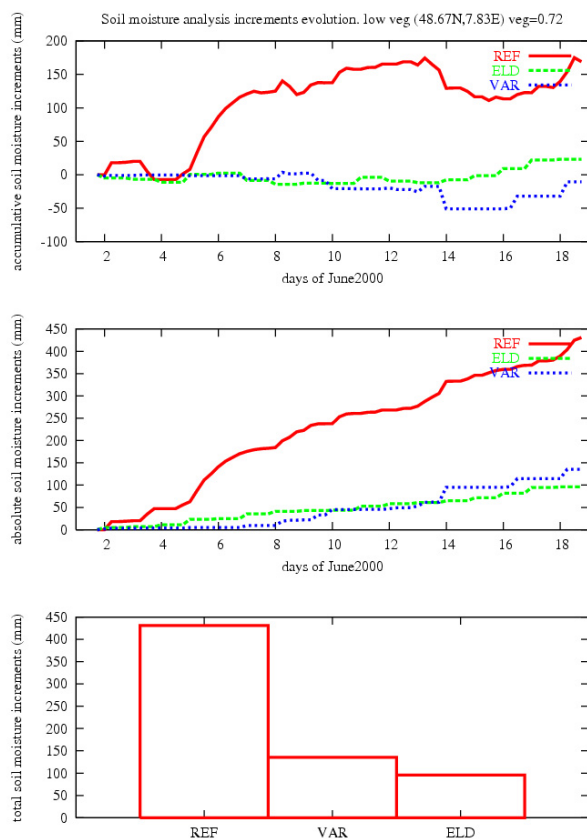 Soil moisture analysis increments evolution. low veg (48.67N,7.83E) veg=0.72
accumulative soil moisture increments (mm)
200
150
100
50
0
-50
-100
REF
ELD
VAR
2 4 6 8 10 12 14 16 18
days of June2000
absolute soil moisture increments (mm)
450
400
350
300
250
200
150
100
50
0
REF
ELD
VAR
2 4 6 8 10 12 14 16 18
days of June2000
total soil moisture increments (mm)
450
400
350
300
250
200
150
100
50
0
REF VAR ELD